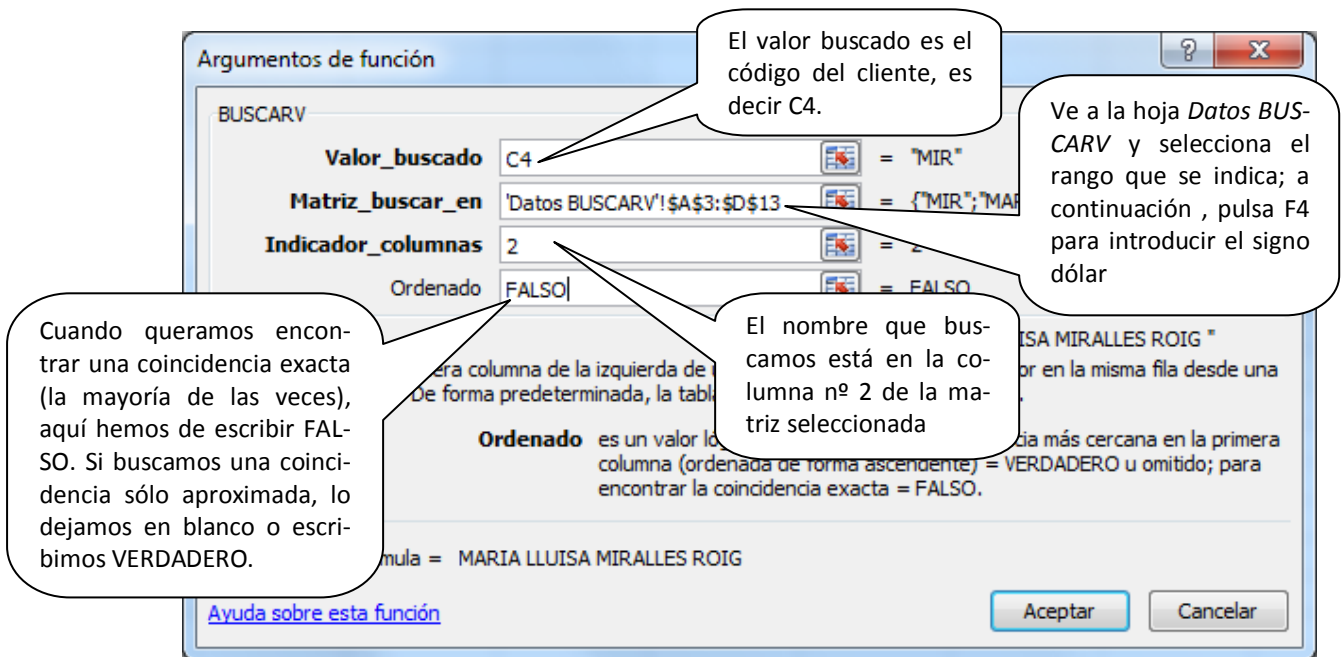 Argumentos de función
El valor buscado es el
código del cliente, es
decir C4.
BUSCARV
Valor_buscado C4 = "MIR"
Matriz_buscar_en 'Datos BUSCARV'!$A$3:$D$13 = {"MIR";"MAR
Indicador_columnas 2 = 2
Ordenado FALSO = FALSO
Ve a la hoja Datos BUS-
CARV y selecciona el
rango que se indica; a
continuación , pulsa F4
para introducir el signo
dólar
Cuando queramos encon-
trar una coincidencia exacta
(la mayoría de las veces),
aquí hemos de escribir FAL-
SO. Si buscamos una coinci-
dencia sólo aproximada, lo
dejamos en blanco o escri-
bimos VERDADERO.
El nombre que bus-
camos está en la co-
lumna nº 2 de la ma-
triz seleccionada
ISA MIRALLES ROIG "
era columna de la izquierda de or en la misma fila desde una
De forma predeterminada, la tabla
Ordenado es un valor ló cia más cercana en la primera
columna (ordenada de forma ascendente) = VERDADERO u omitido; para
encontrar la coincidencia exacta = FALSO.
mula = MARIA LLUISA MIRALLES ROIG
Ayuda sobre esta función
Aceptar Cancelar